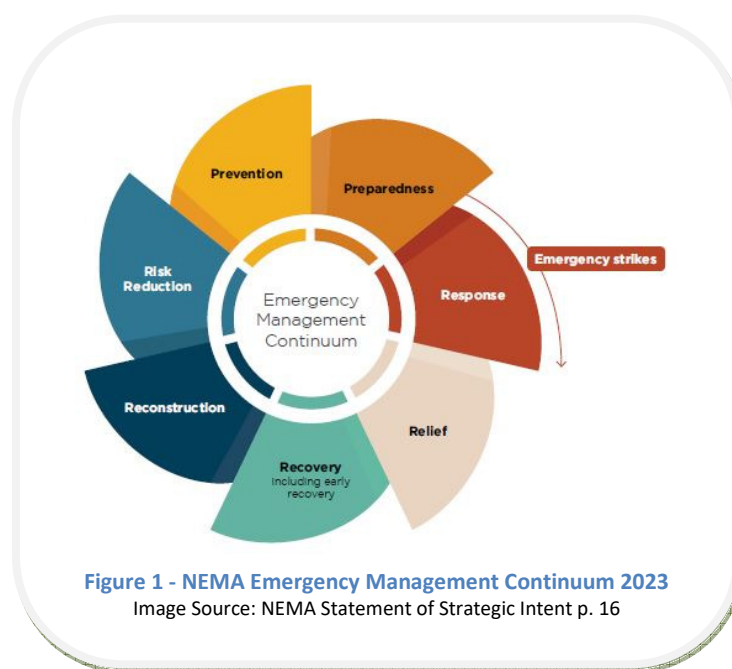 Prevention
Preparedness
Emergency strikes
Response
Risk
Reduction
Emergency
Management
Continuum
Reconstruction
Relief
Recovery
Including early
recovery
Figure 1 - NEMA Emergency Management Continuum 2023
Image Source: NEMA Statement of Strategic Intent p. 16